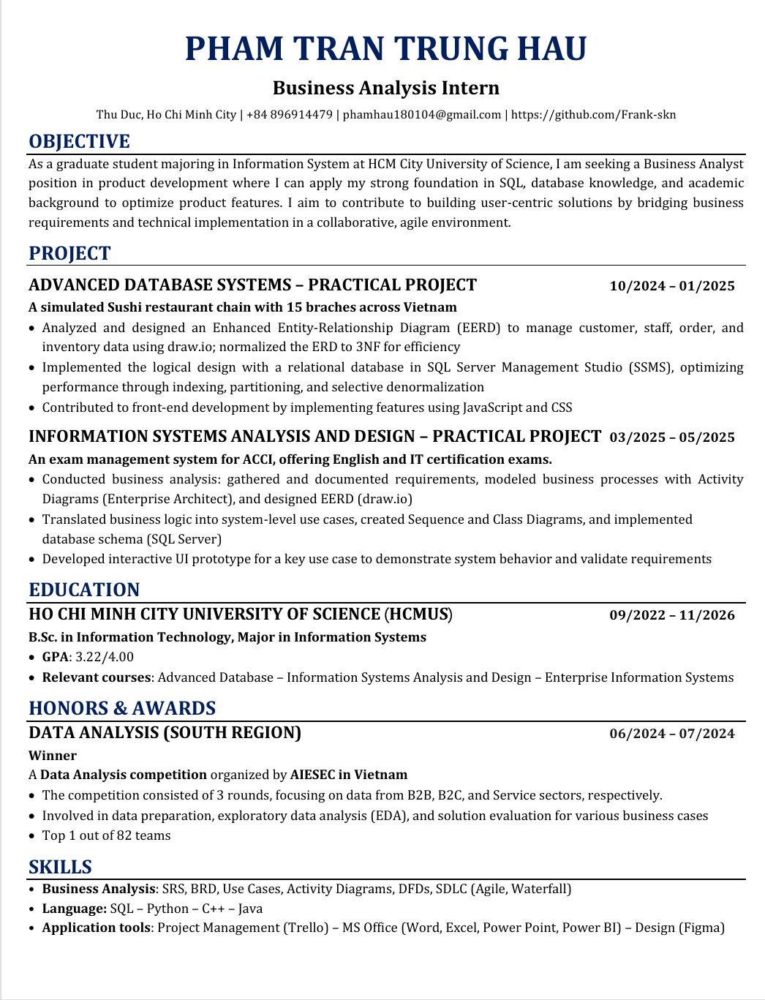 PHAM TRAN TRUNG HAU
Business Analysis Intern
Thu Duc, Ho Chi Minh City | +84 896914479 | phamhau180104@gmail.com | https://github.com/Frank-skn
OBJECTIVE
As a graduate student majoring in Information System at HCM City University of Science, I am seeking a Business Analyst
position in product development where I can apply my strong foundation in SQL, database knowledge, and academic
background to optimize product features. I aim to contribute to building user-centric solutions by bridging business
requirements and technical implementation in a collaborative, agile environment.
PROJECT
ADVANCED DATABASE SYSTEMS – PRACTICAL PROJECT 10/2024 – 01/2025
A simulated Sushi restaurant chain with 15 braches across Vietnam
• Analyzed and designed an Enhanced Entity-Relationship Diagram (EERD) to manage customer, staff, order, and
inventory data using draw.io; normalized the ERD to 3NF for efficiency
• Implemented the logical design with a relational database in SQL Server Management Studio (SSMS), optimizing
performance through indexing, partitioning, and selective denormalization
• Contributed to front-end development by implementing features using JavaScript and CSS
INFORMATION SYSTEMS ANALYSIS AND DESIGN – PRACTICAL PROJECT 03/2025 – 05/2025
An exam management system for ACCI, offering English and IT certification exams.
• Conducted business analysis: gathered and documented requirements, modeled business processes with Activity
Diagrams (Enterprise Architect), and designed EERD (draw.io)
• Translated business logic into system-level use cases, created Sequence and Class Diagrams, and implemented
database schema (SQL Server)
• Developed interactive UI prototype for a key use case to demonstrate system behavior and validate requirements
EDUCATION
HO CHI MINH CITY UNIVERSITY OF SCIENCE (HCMUS) 09/2022 – 11/2026
B.Sc. in Information Technology, Major in Information Systems
• GPA: 3.22/4.00
• Relevant courses: Advanced Database – Information Systems Analysis and Design – Enterprise Information Systems
HONORS & AWARDS
DATA ANALYSIS (SOUTH REGION) 06/2024 – 07/2024
Winner
A Data Analysis competition organized by AIESEC in Vietnam
• The competition consisted of 3 rounds, focusing on data from B2B, B2C, and Service sectors, respectively.
• Involved in data preparation, exploratory data analysis (EDA), and solution evaluation for various business cases
• Top 1 out of 82 teams
SKILLS
• Business Analysis: SRS, BRD, Use Cases, Activity Diagrams, DFDs, SDLC (Agile, Waterfall)
• Language: SQL – Python – C++ – Java
• Application tools: Project Management (Trello) – MS Office (Word, Excel, Power Point, Power BI) – Design (Figma)